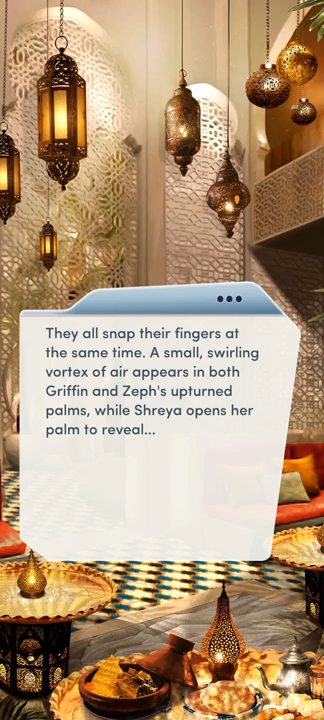 They all snap their fingers at
the same time. A small, swirling
vortex of air appears in both
Griffin and Zeph's upturned
palms, while Shreya opens her
palm to reveal...